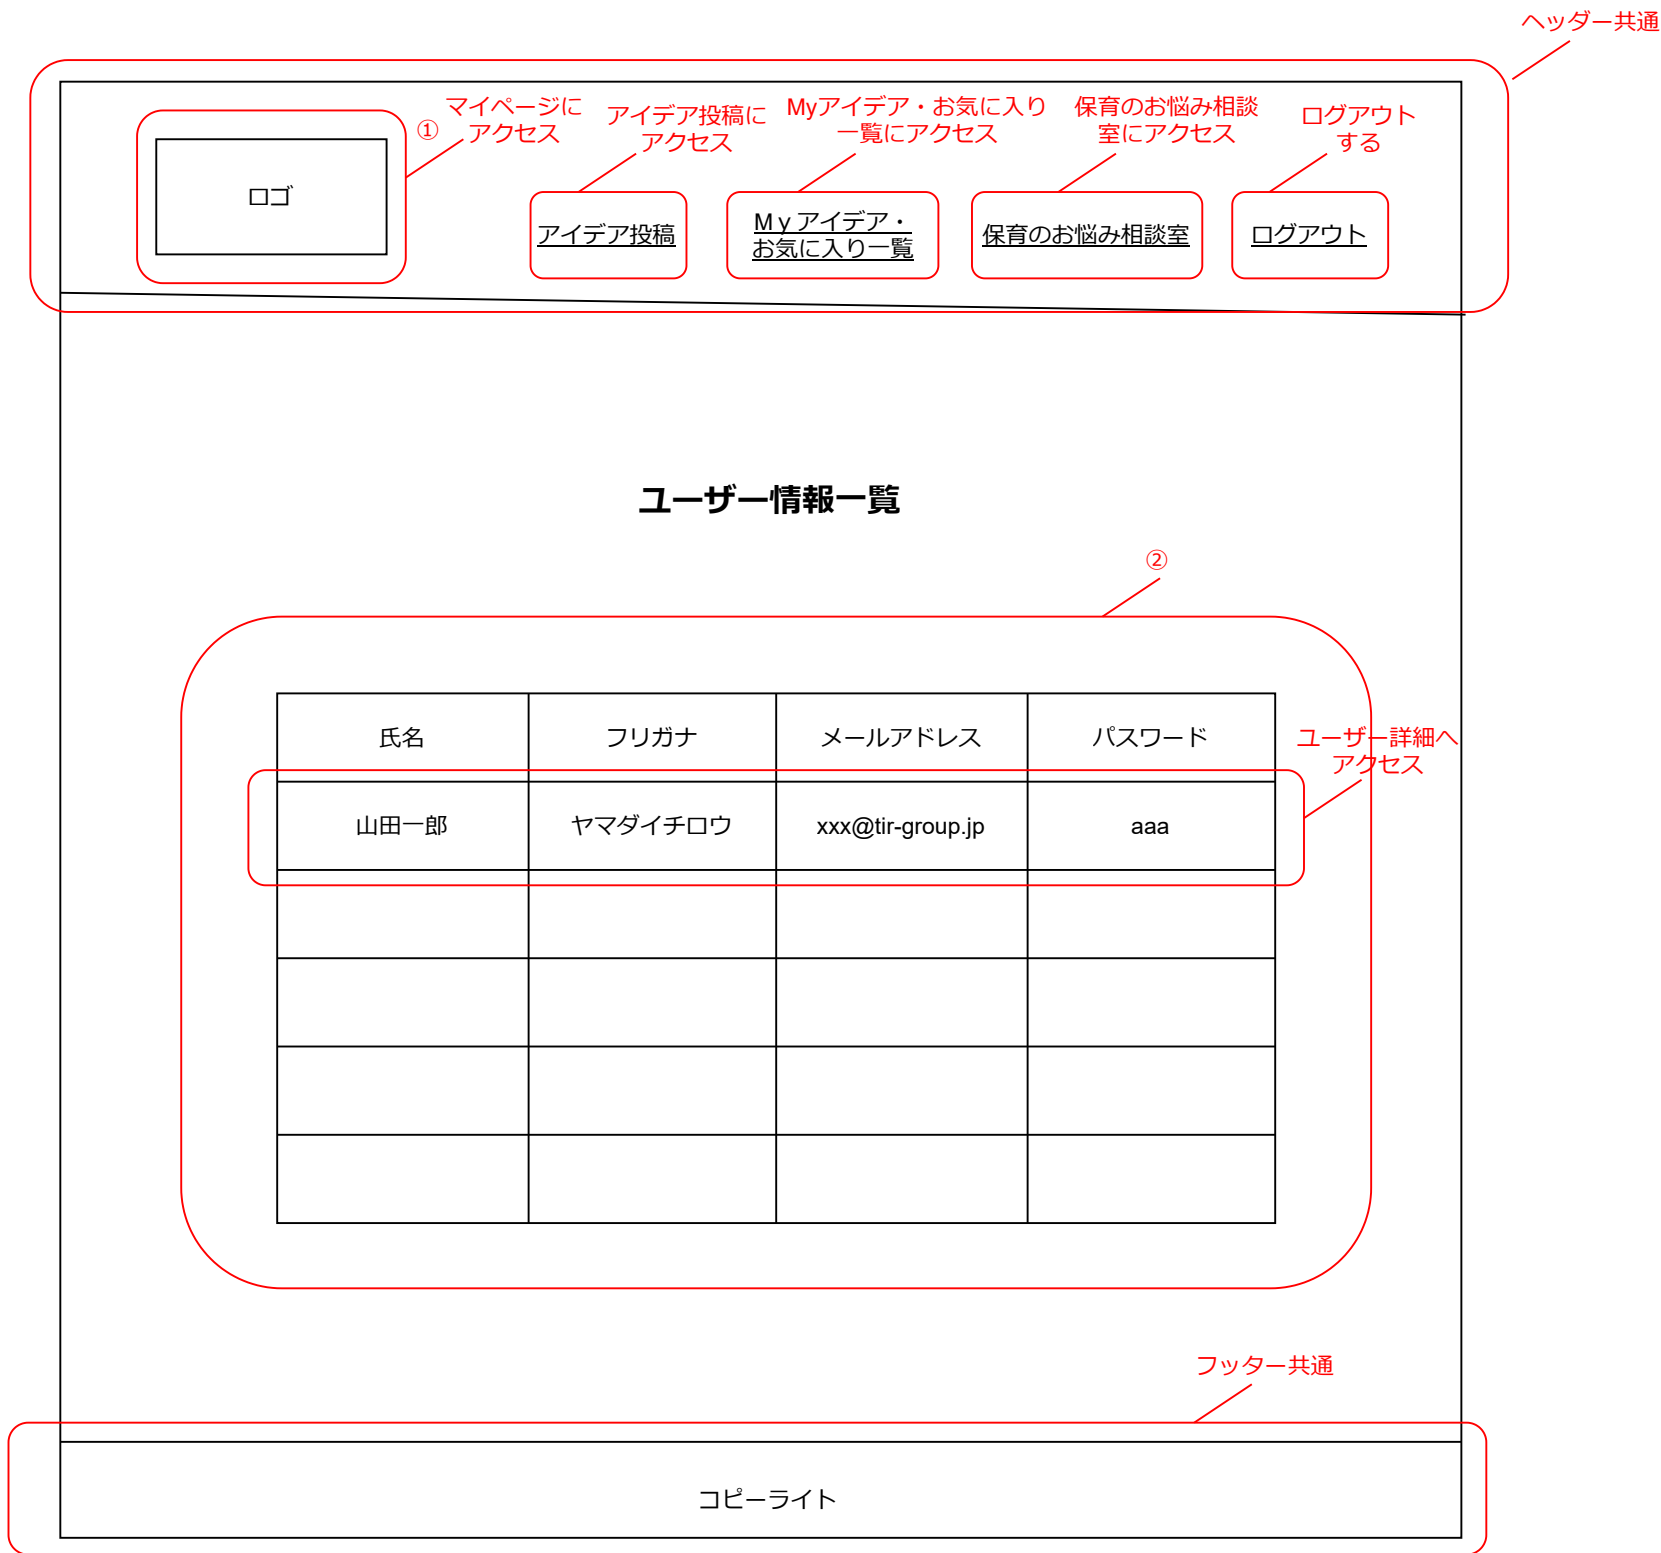 ヘッダー共通
①
マイページに
アクセス
アイデア投稿に
アクセス
Myアイデア・お気に入り
一覧にアクセス
保育のお悩み相談
室にアクセス
ログアウト
する
ロゴ
アイデア投稿
Ｍｙアイデア・
お気に入り一覧
保育のお悩み相談室
ログアウト
ユーザー情報一覧
②
氏名
フリガナ
メールアドレス
パスワード
ユーザー詳細へ
アクセス
山田一郎
ヤマダイチロウ
xxx@tir-group.jp
aaa
フッター共通
コピーライト